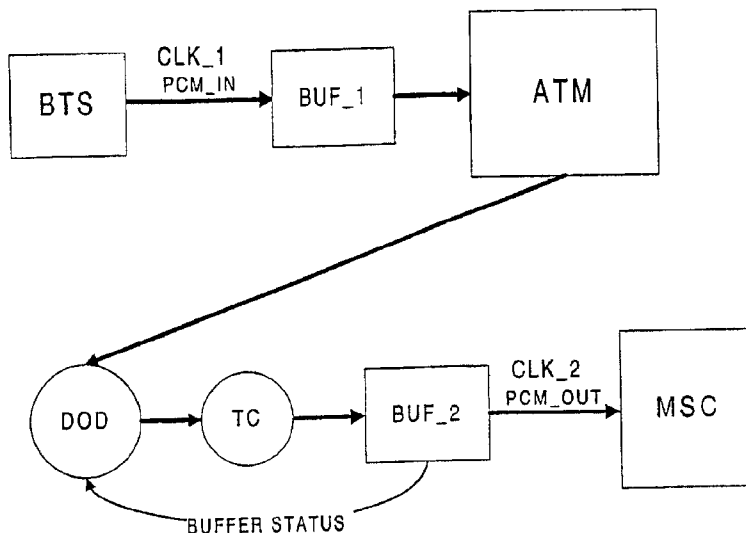 BTS
CLK_1
PCM_IN
BUF_1
ATM
DOD
TC
BUF_2
CLK_2
PCM_OUT
MSC
BUFFER STATUS